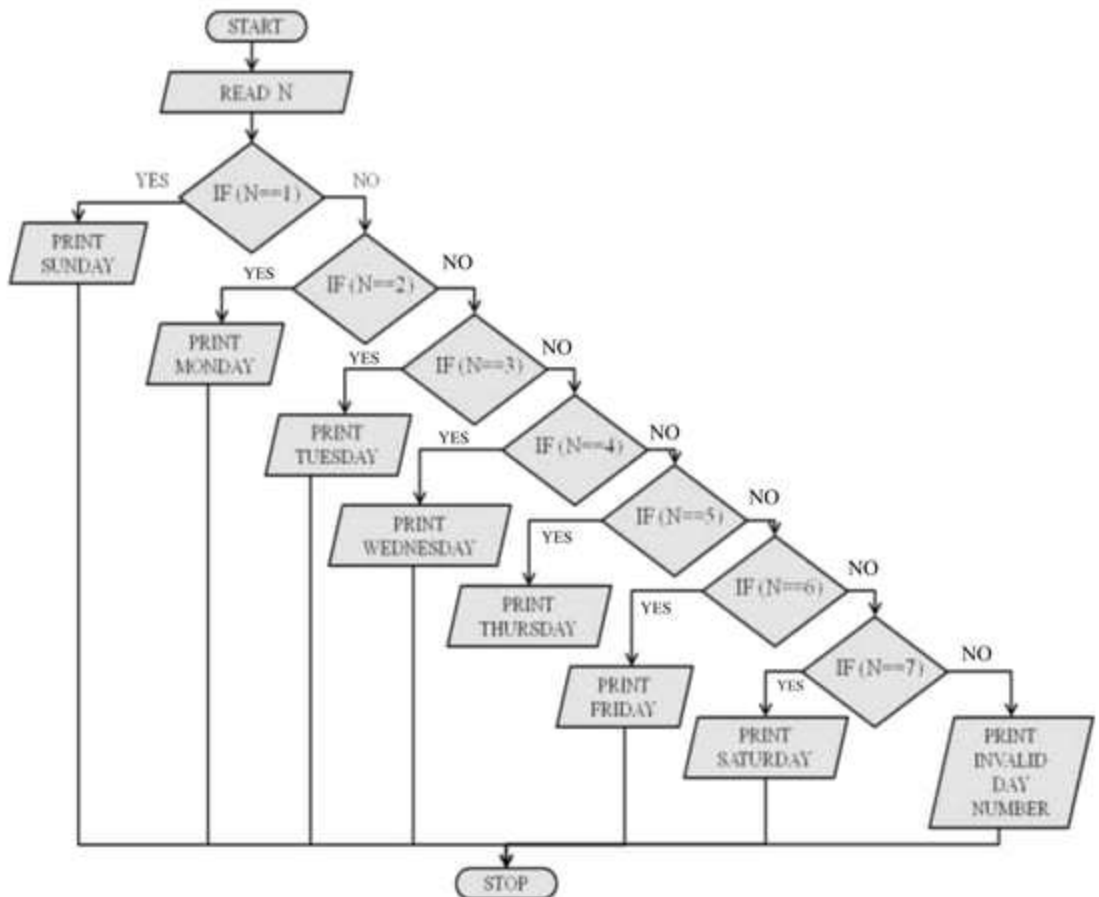 START
READ N
IF (N==1)
YES
NO
PRINT
SUNDAY
IF (N==2)
YES
NO
PRINT
MONDAY
IF (N==3)
YES
NO
PRINT
TUESDAY
IF (N==4)
YES
NO
PRINT
WEDNESDAY
IF (N==5)
YES
NO
PRINT
THURSDAY
IF (N==6)
YES
NO
PRINT
FRIDAY
IF (N==7)
YES
NO
PRINT
SATURDAY
PRINT
INVALID
DAY
NUMBER
STOP